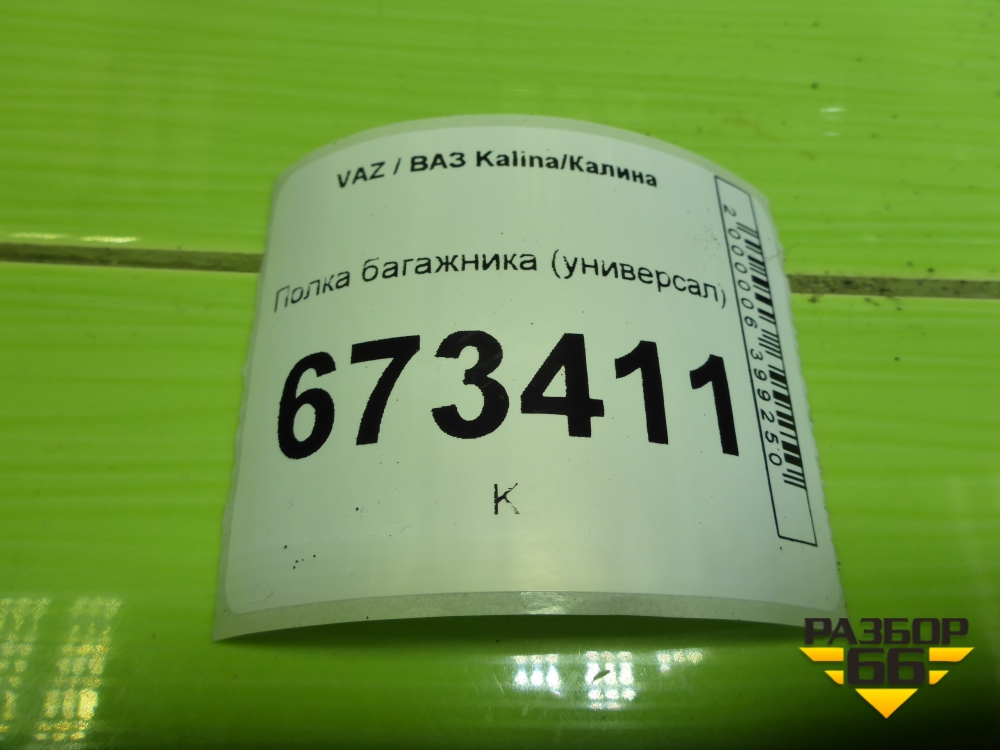 VAZ / ВАЗ Kalina/Калина
Полка багажника (универсал)
673411
К
2000006399250
РАЗБОР
66